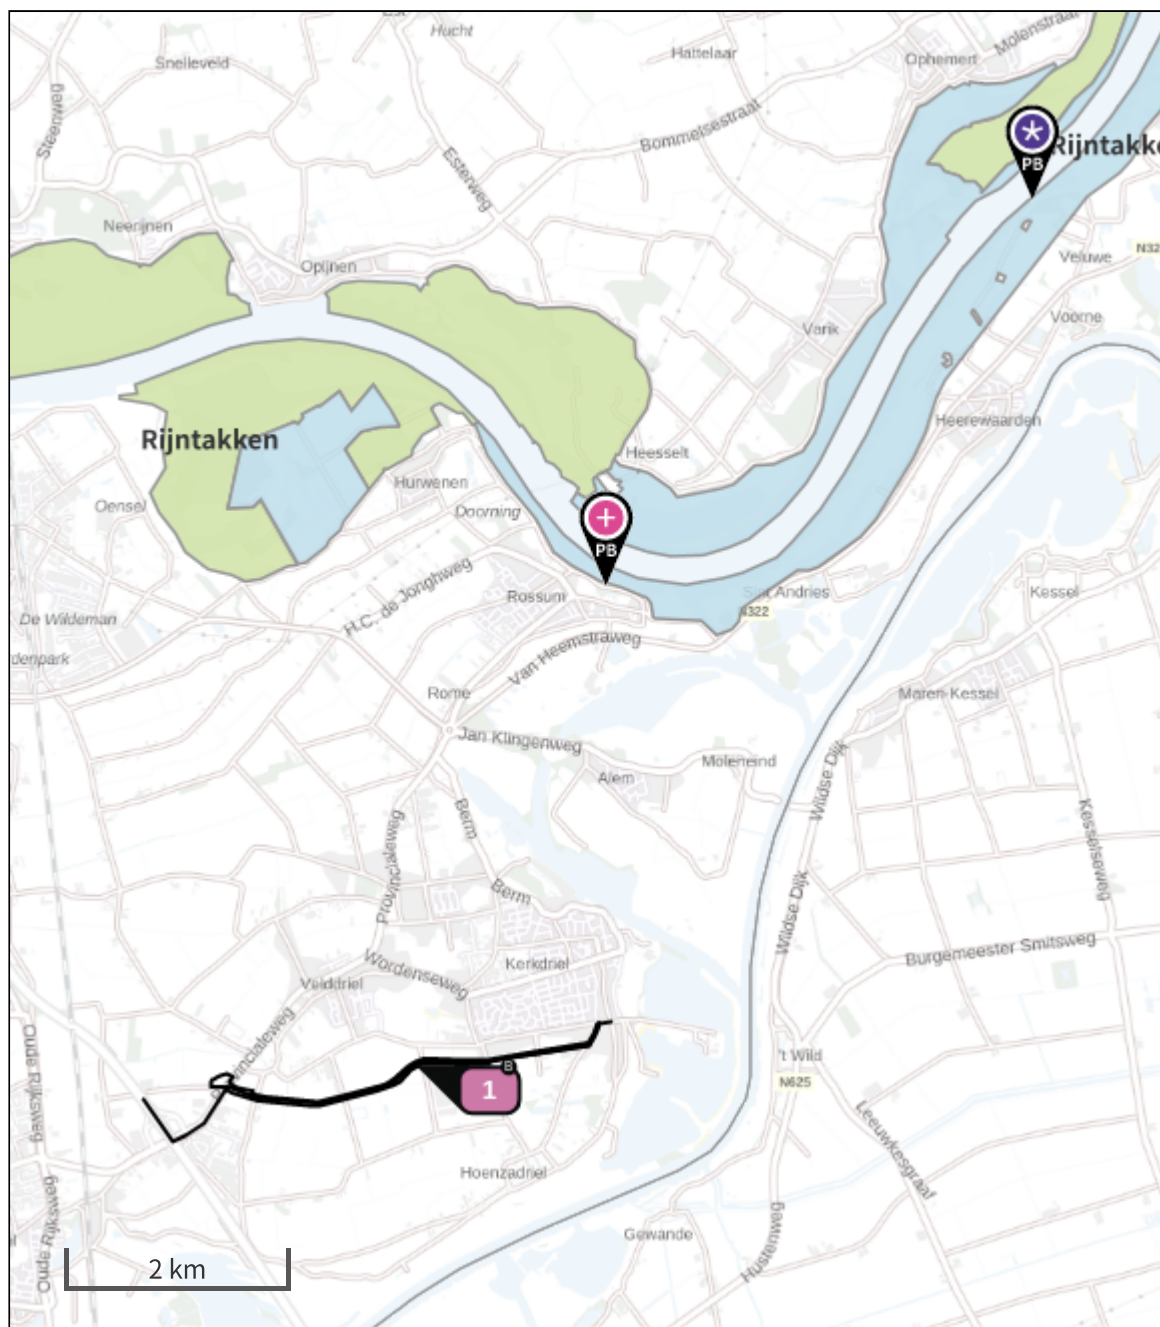 Hucht
Molenstraat
Snelleveld
Hattelaar
Ophemert
Steenweg
Bommelsestraat
Esterweg
PB
Rijntakke
Neerijnen
Opijnen
Veluwe
N32
Varik
Voorne
Rijntakken
Heerewaarden
Heesselt
Hurwenen
Oensel
Doorning
PB
H.C. de Jonghweg
Rossum
Sint Andries
Kessel
N322
De Wildeman
denpark
Van Heemstraweg
Rome
Maren-Kessel
Jan Klingenweg
Moleneind
Alem
Wildse Dijk
Berm
Provincialeweg
Kesselseweg
Berm
Wildse Dijk
Burgemeester Smitsweg
Wordenseweg
Kerkdriel
Velddriel
Provincialeweg
Oude Rijksweg
't Wild
B
1
N625
Leeuwkesgraaf
Hoenzadriel
Oude Rijksweg
Gewande
Hustenweg
2 km